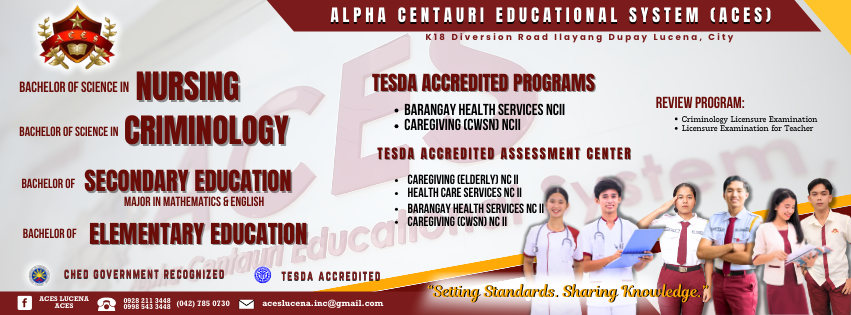 ALPHA CENTAURI EDUCATIONAL SYSTEM (ACES)
K18 Diversion Road Ilayang Dupay Lucena, City
ACES
BACHELOR OF SCIENCE IN NURSING
BACHELOR OF SCIENCE IN CRIMINOLOGY
BACHELOR OF SECONDARY EDUCATION
MAJOR IN MATHEMATICS & ENGLISH
BACHELOR OF ELEMENTARY EDUCATION
CHED GOVERNMENT RECOGNIZED
TESDA ACCREDITED
TESDA ACCREDITED PROGRAMS
• BARANGAY HEALTH SERVICES NCII
• CAREGIVING (CWSN) NCII
TESDA ACCREDITED ASSESSMENT CENTER
• CAREGIVING (ELDERLY) NC II
• HEALTH CARE SERVICES NC II
• BARANGAY HEALTH SERVICES NC II
• CAREGIVING (CWSN) NC II
REVIEW PROGRAM:
• Criminology Licensure Examination
• Licensure Examination for Teacher
ACES
Centauri Educational System,
"Setting Standards. Sharing Knowledge."
ACES LUCENA
ACES
0928 211 3448
0998 543 3448
(042) 785 0730
aceslucena.inc@gmail.com